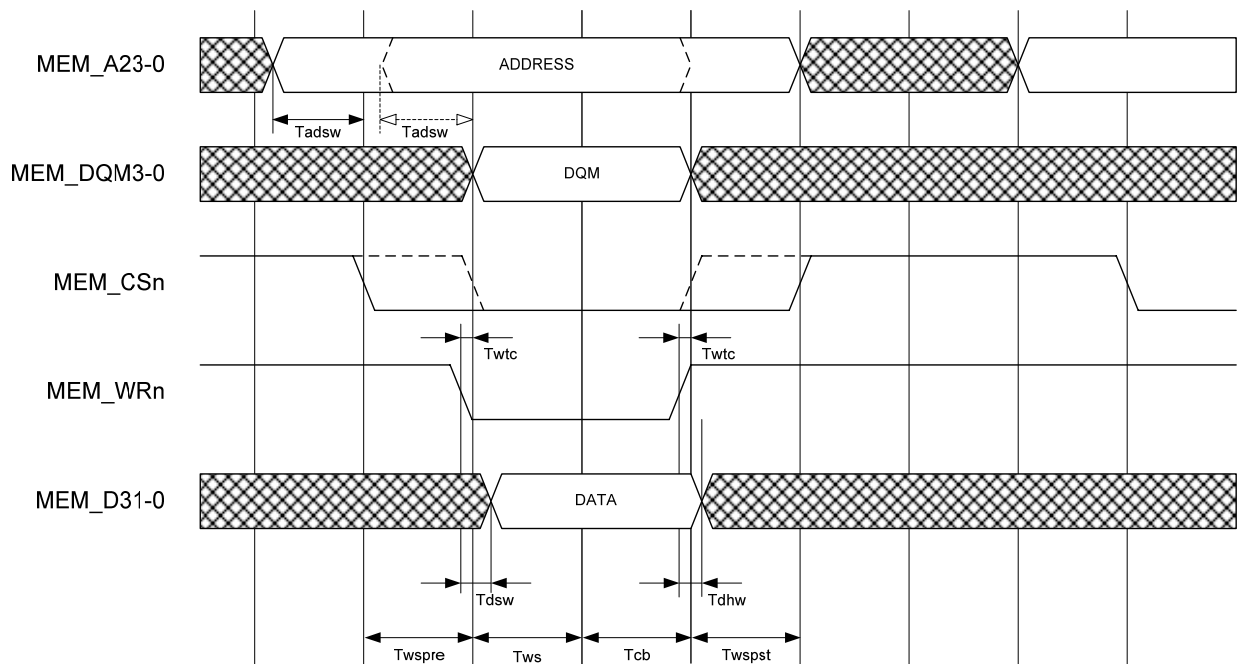 MEM_A23-0
ADDRESS
Tadsw
Tadsw
MEM_DQM3-0
DQM
MEM_CSn
Twtc
Twtc
MEM_WRn
MEM_D31-0
DATA
Tdsw
Tdhw
Twspre
Tws
Tcb
Twspst